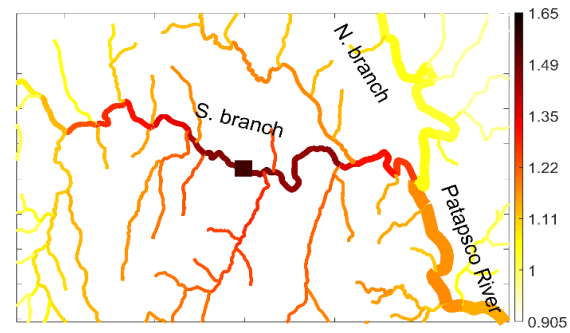 N. branch
S. branch
Patapsco River
1.65
1.49
1.35
1.22
1.11
1
0.905